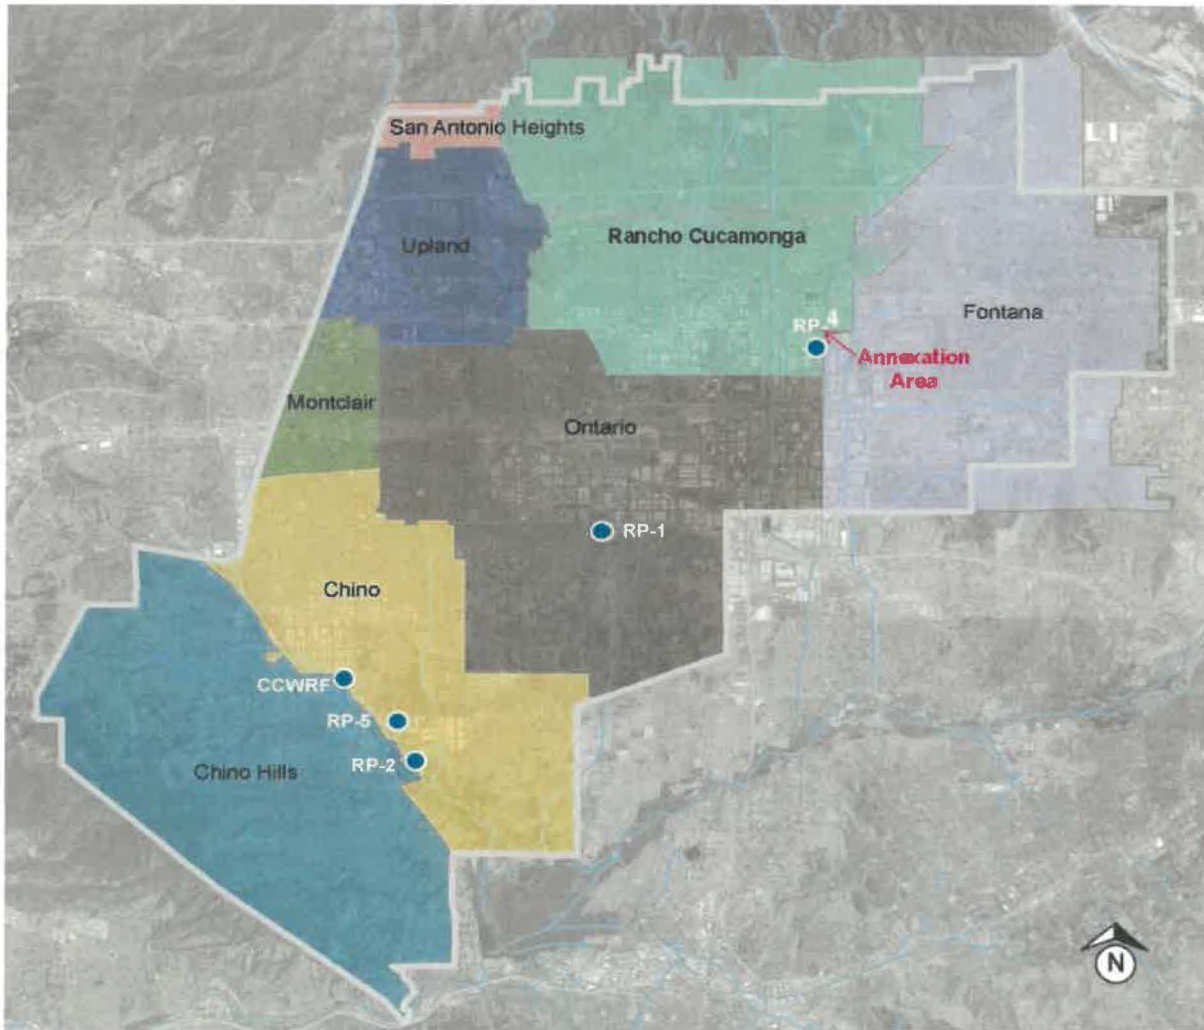 San Antonio Heights
Upland
Rancho Cucamonga
Fontana
RP-4
Annexation
Area
Montclair
Ontario
RP-1
Chino
CCWRF
RP-5
RP-2
Chino Hills
N